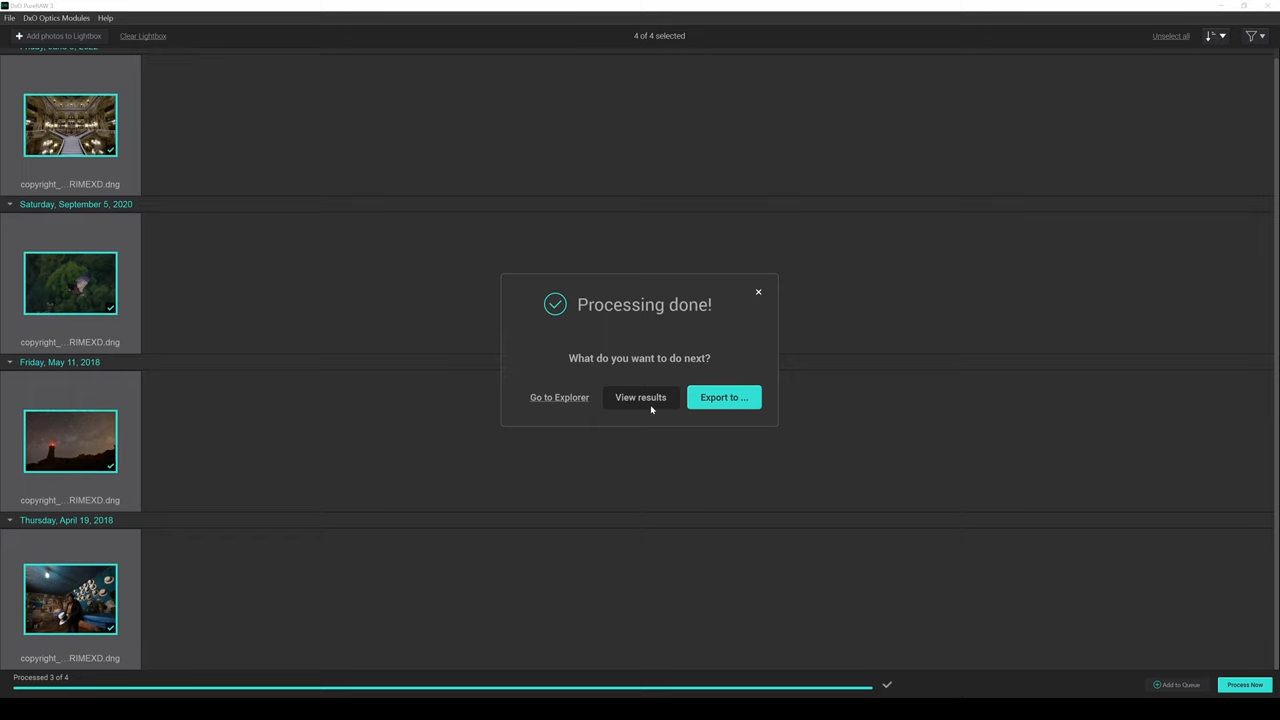 DxO PureRAW 3
File DxO Optics Modules Help
Add photos to Lightbox Clear Lightbox 4 of 4 selected Unselect all
copyright_...RIMEXD.dng
Saturday, September 5, 2020
copyright_...RIMEXD.dng
Friday, May 11, 2018
copyright_...RIMEXD.dng
Thursday, April 19, 2018
copyright_...RIMEXD.dng
Processing done!
What do you want to do next?
Go to Explorer View results Export to ...
Processed 3 of 4
Add to Queue Process Now